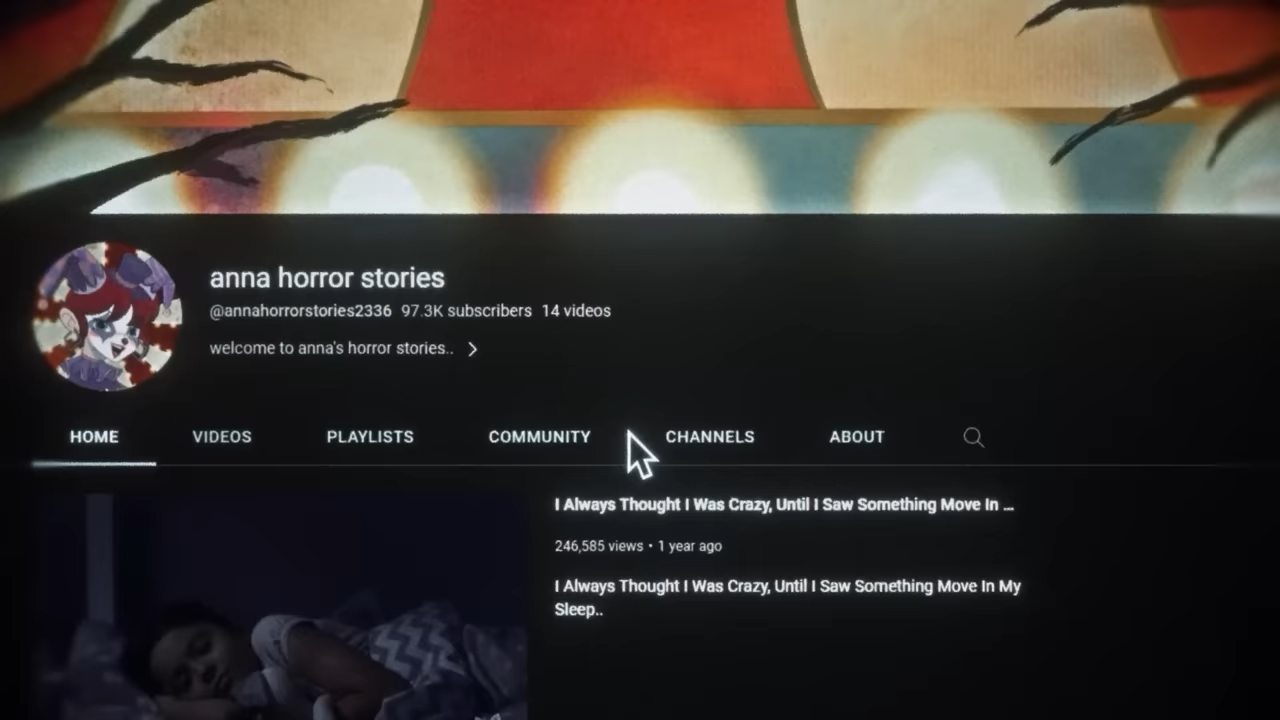 anna horror stories
@annahorrorstories2336 97.3K subscribers 14 videos
welcome to anna's horror stories..
HOME VIDEOS PLAYLISTS COMMUNITY CHANNELS ABOUT
I Always Thought I Was Crazy, Until I Saw Something Move In ...
246,585 views • 1 year ago
I Always Thought I Was Crazy, Until I Saw Something Move In My
Sleep..